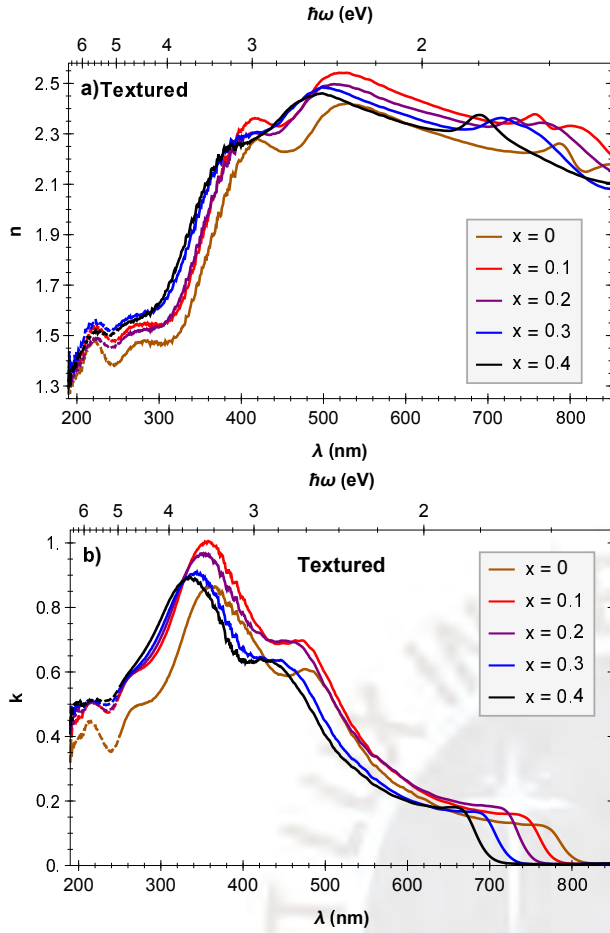 ħω (eV)
6 5 4 3 2
a) Textured
2.5
2.3
2.1
1.9
1.7
1.5
1.3
n
x = 0
x = 0.1
x = 0.2
x = 0.3
x = 0.4
200 300 400 500 600 700 800
λ (nm)
ħω (eV)
6 5 4 3 2
b) Textured
1.
0.8
0.6
0.4
0.2
0.
k
x = 0
x = 0.1
x = 0.2
x = 0.3
x = 0.4
200 300 400 500 600 700 800
λ (nm)